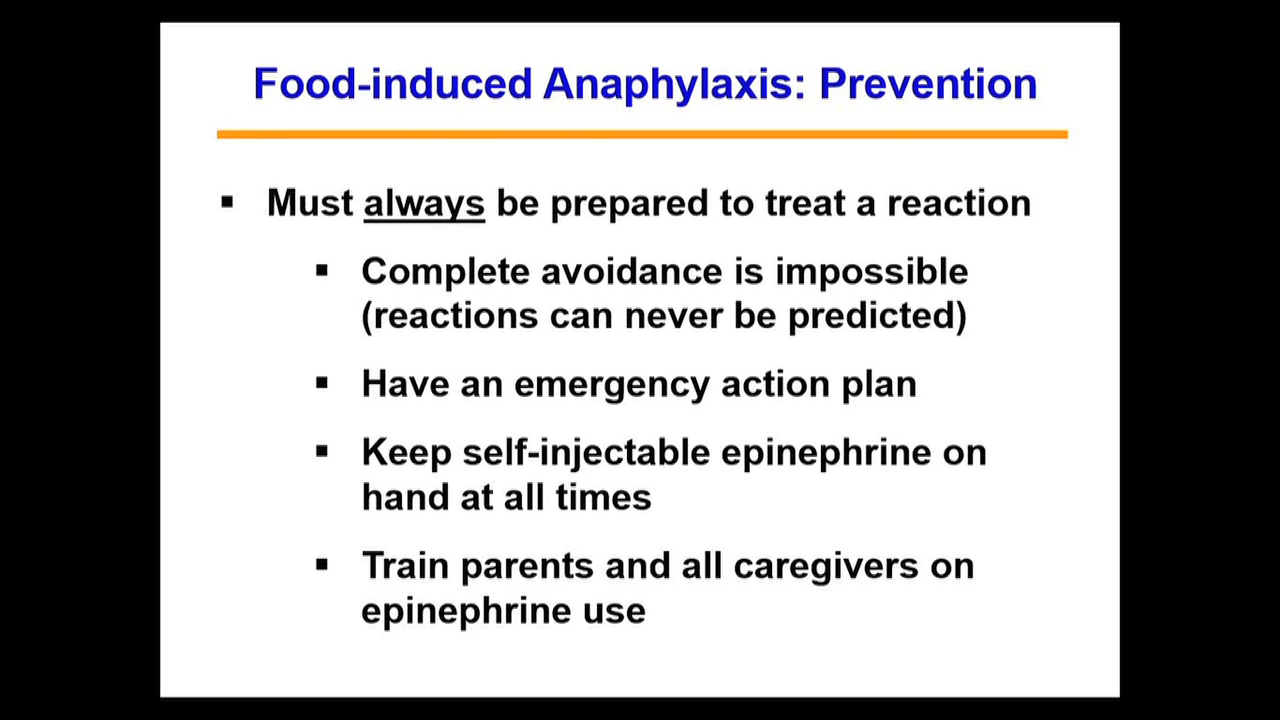 Food-induced Anaphylaxis: Prevention
▪ Must always be prepared to treat a reaction
▪ Complete avoidance is impossible
(reactions can never be predicted)
▪ Have an emergency action plan
▪ Keep self-injectable epinephrine on
hand at all times
▪ Train parents and all caregivers on
epinephrine use